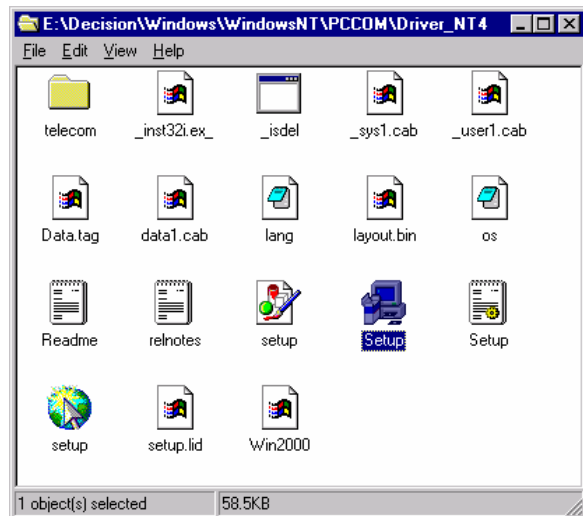 E:\Decision\Windows\WindowsNT\PCCOM\Driver_NT4
File Edit View Help
telecom _inst32i.ex_ _isdel _sys1.cab _user1.cab
Data.tag data1.cab lang layout.bin os
Readme relnotes setup Setup Setup
setup setup.lid Win2000
1 object(s) selected 58.5KB